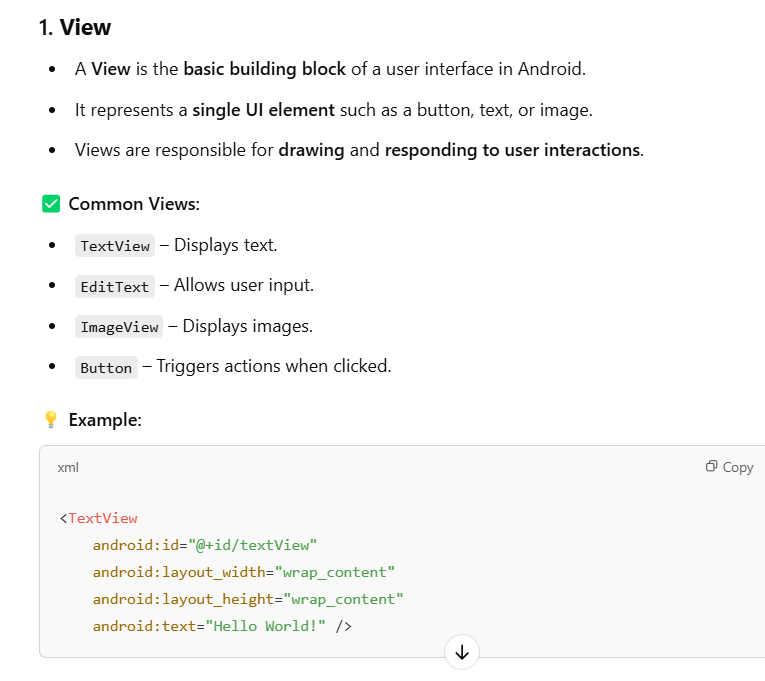 1. View
• A View is the basic building block of a user interface in Android.
• It represents a single UI element such as a button, text, or image.
• Views are responsible for drawing and responding to user interactions.
✅ Common Views:
• TextView – Displays text.
• EditText – Allows user input.
• ImageView – Displays images.
• Button – Triggers actions when clicked.
💡 Example:
xml Copy
<TextView
    android:id="@+id/textView"
    android:layout_width="wrap_content"
    android:layout_height="wrap_content"
    android:text="Hello World!" />